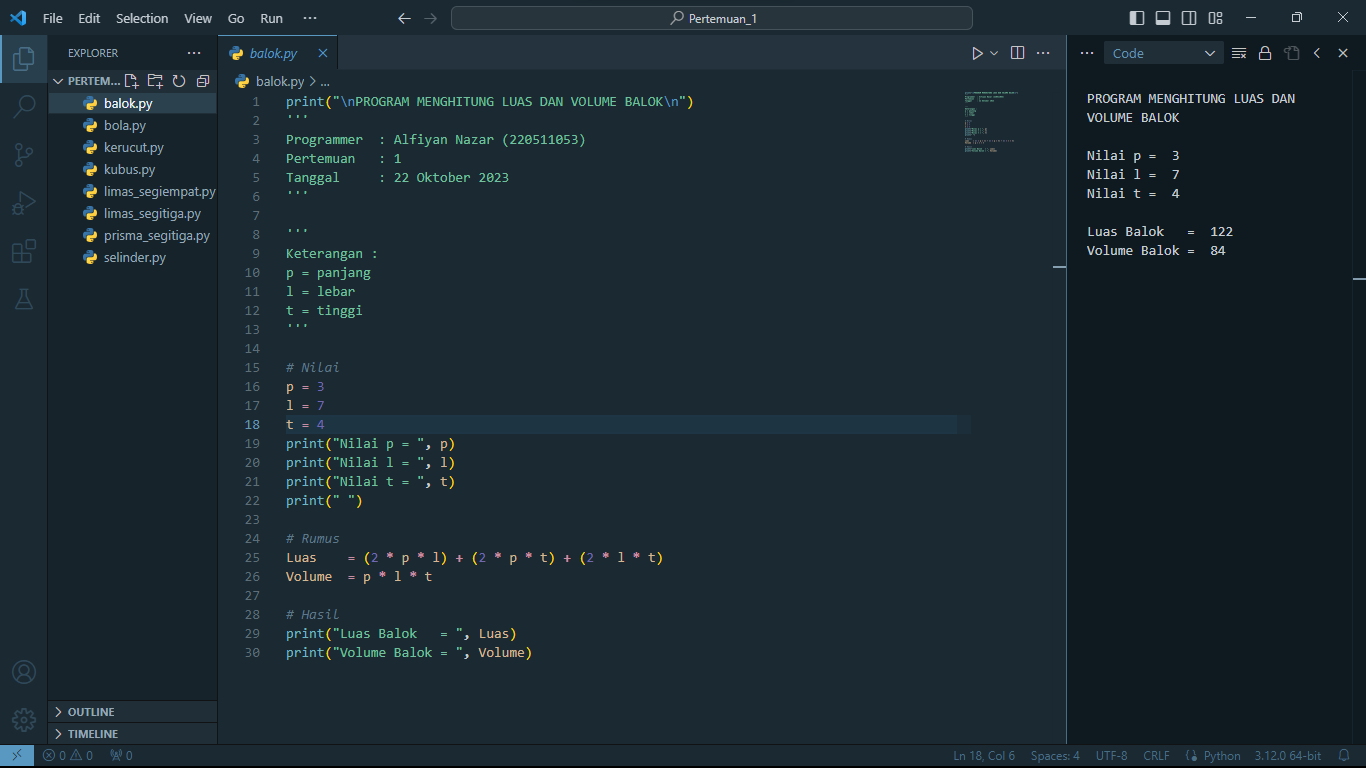 File Edit Selection View Go Run ···
Pertemuan_1
EXPLORER ···
PERTEM...
balok.py
bola.py
kerucut.py
kubus.py
limas_segiempat.py
limas_segitiga.py
prisma_segitiga.py
selinder.py
OUTLINE
TIMELINE
balok.py
balok.py > ...
1 print("\nPROGRAM MENGHITUNG LUAS DAN VOLUME BALOK\n")
2 '''
3 Programmer  : Alfiyan Nazar (220511053)
4 Pertemuan   : 1
5 Tanggal     : 22 Oktober 2023
6 '''
7
8 '''
9 Keterangan :
10 p = panjang
11 l = lebar
12 t = tinggi
13 '''
14
15 # Nilai
16 p = 3
17 l = 7
18 t = 4
19 print("Nilai p = ", p)
20 print("Nilai l = ", l)
21 print("Nilai t = ", t)
22 print(" ")
23
24 # Rumus
25 Luas    = (2 * p * l) + (2 * p * t) + (2 * l * t)
26 Volume  = p * l * t
27
28 # Hasil
29 print("Luas Balok   = ", Luas)
30 print("Volume Balok = ", Volume)
··· Code
PROGRAM MENGHITUNG LUAS DAN
VOLUME BALOK
Nilai p =  3
Nilai l =  7
Nilai t =  4
Luas Balok   =  122
Volume Balok =  84
0 0 0 Ln 18, Col 6 Spaces: 4 UTF-8 CRLF Python 3.12.0 64-bit